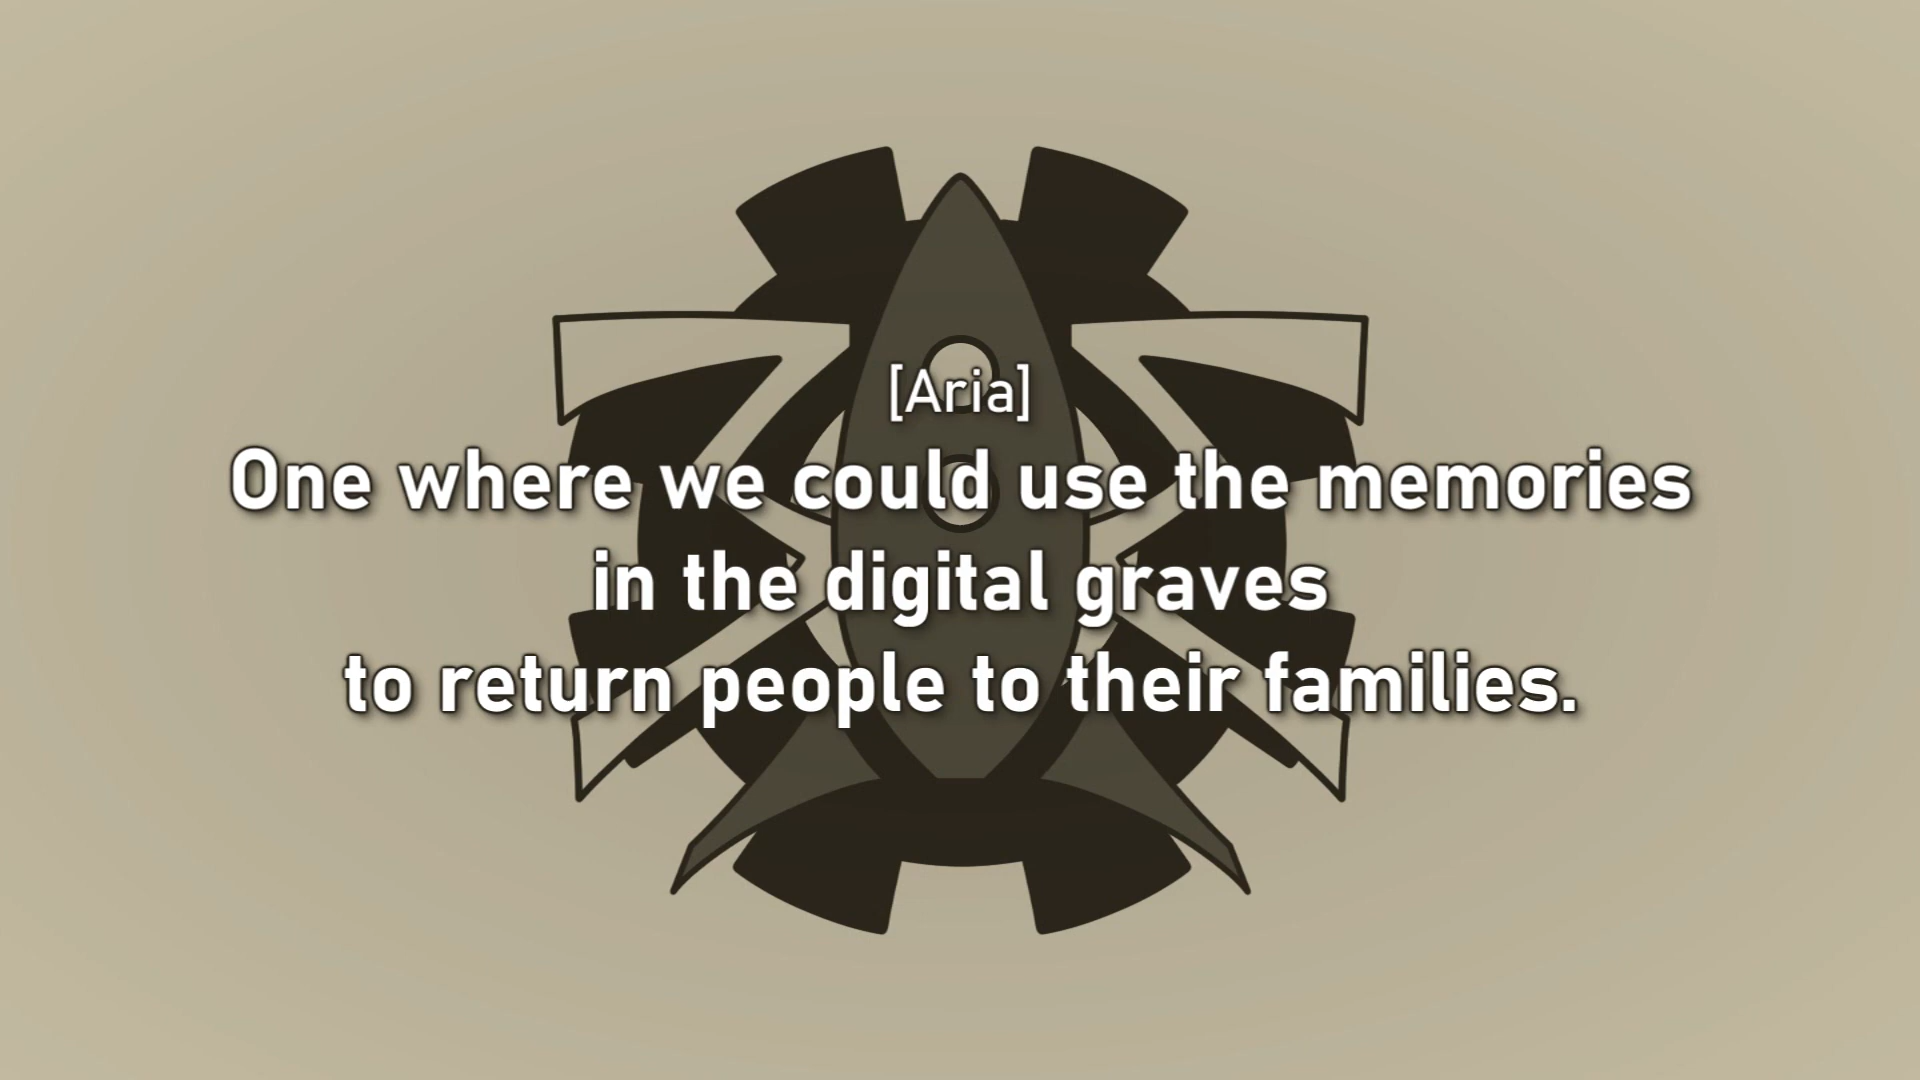 [Aria]
One where we could use the memories
in the digital graves
to return people to their families.